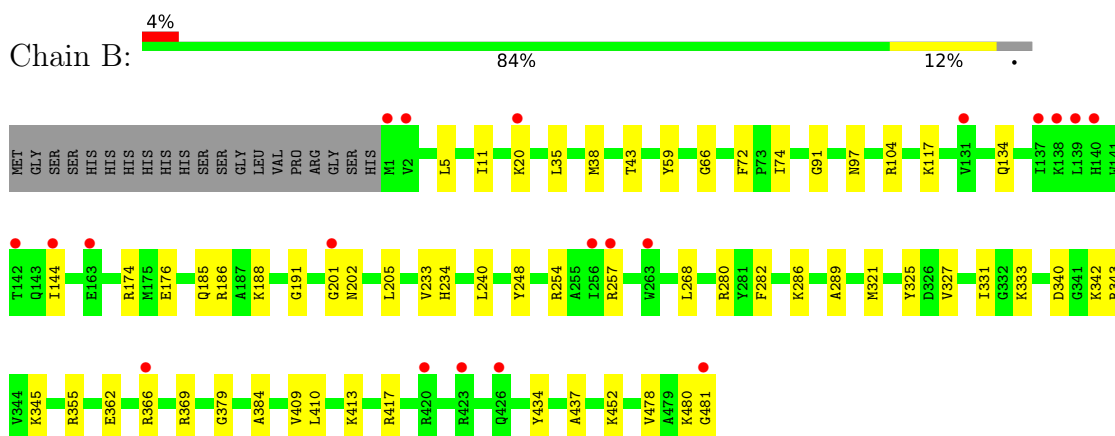 4%
Chain B:
84%
12%
•
MET GLY SER SER HIS HIS HIS HIS HIS HIS SER SER GLY LEU VAL PRO ARG GLY SER HIS M1 V2 L5 I11 K20 L35 M38 T43 Y59 G66 F72 P73 I74 G91 N97 R104 K117 V131 Q134 I137 K138 L139 H140 W141
T142 Q143 I144 E163 R174 M175 E176 Q185 R186 A187 K188 G191 G201 N202 L205 V233 H234 L240 Y248 R254 A255 I256 R257 W263 L268 R280 Y281 F282 K286 A289 M321 Y325 D326 V327 I331 G332 K333 D340 G341 K342 R343
V344 K345 R355 E362 R366 R369 G379 A384 V409 L410 K413 R417 R420 R423 Q426 Y434 A437 K452 V478 A479 K480 G481